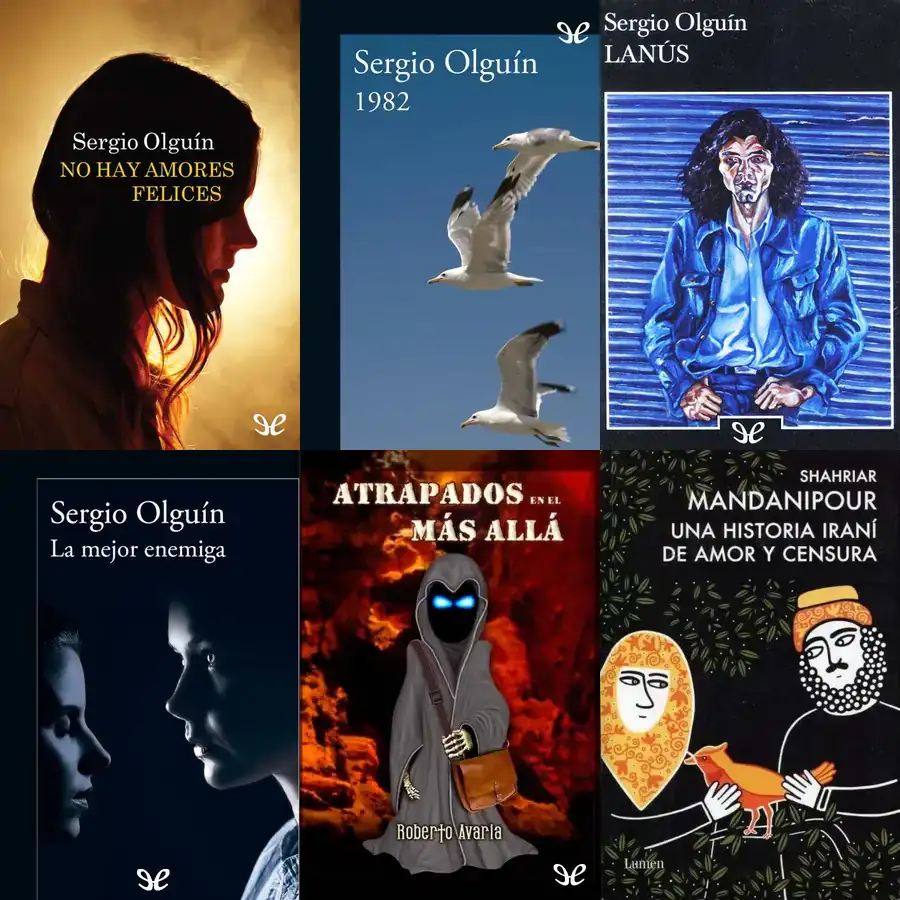 Sergio Olguín
NO HAY AMORES
FELICES
Sergio Olguín
1982
Sergio Olguín
LANÚS
Sergio Olguín
La mejor enemiga
ATRAPADOS EN EL
MÁS ALLÁ
Roberto Avaria
SHAHRIAR
MANDANIPOUR
UNA HISTORIA IRANÍ
DE AMOR Y CENSURA
Lumen